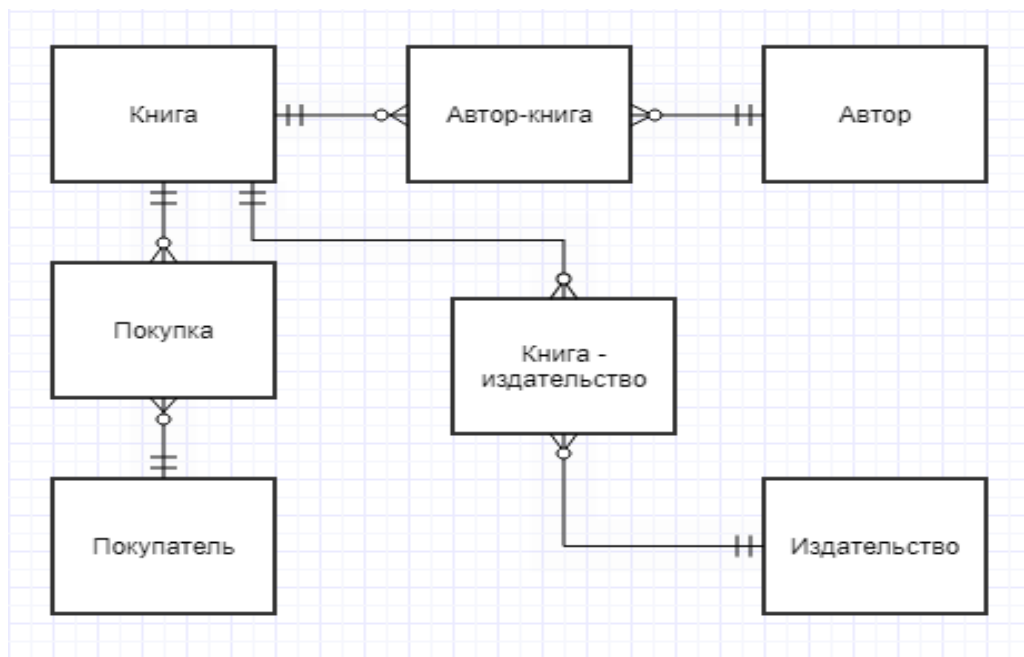 Книга
Автор-книга
Автор
Покупка
Книга -
издательство
Покупатель
Издательство